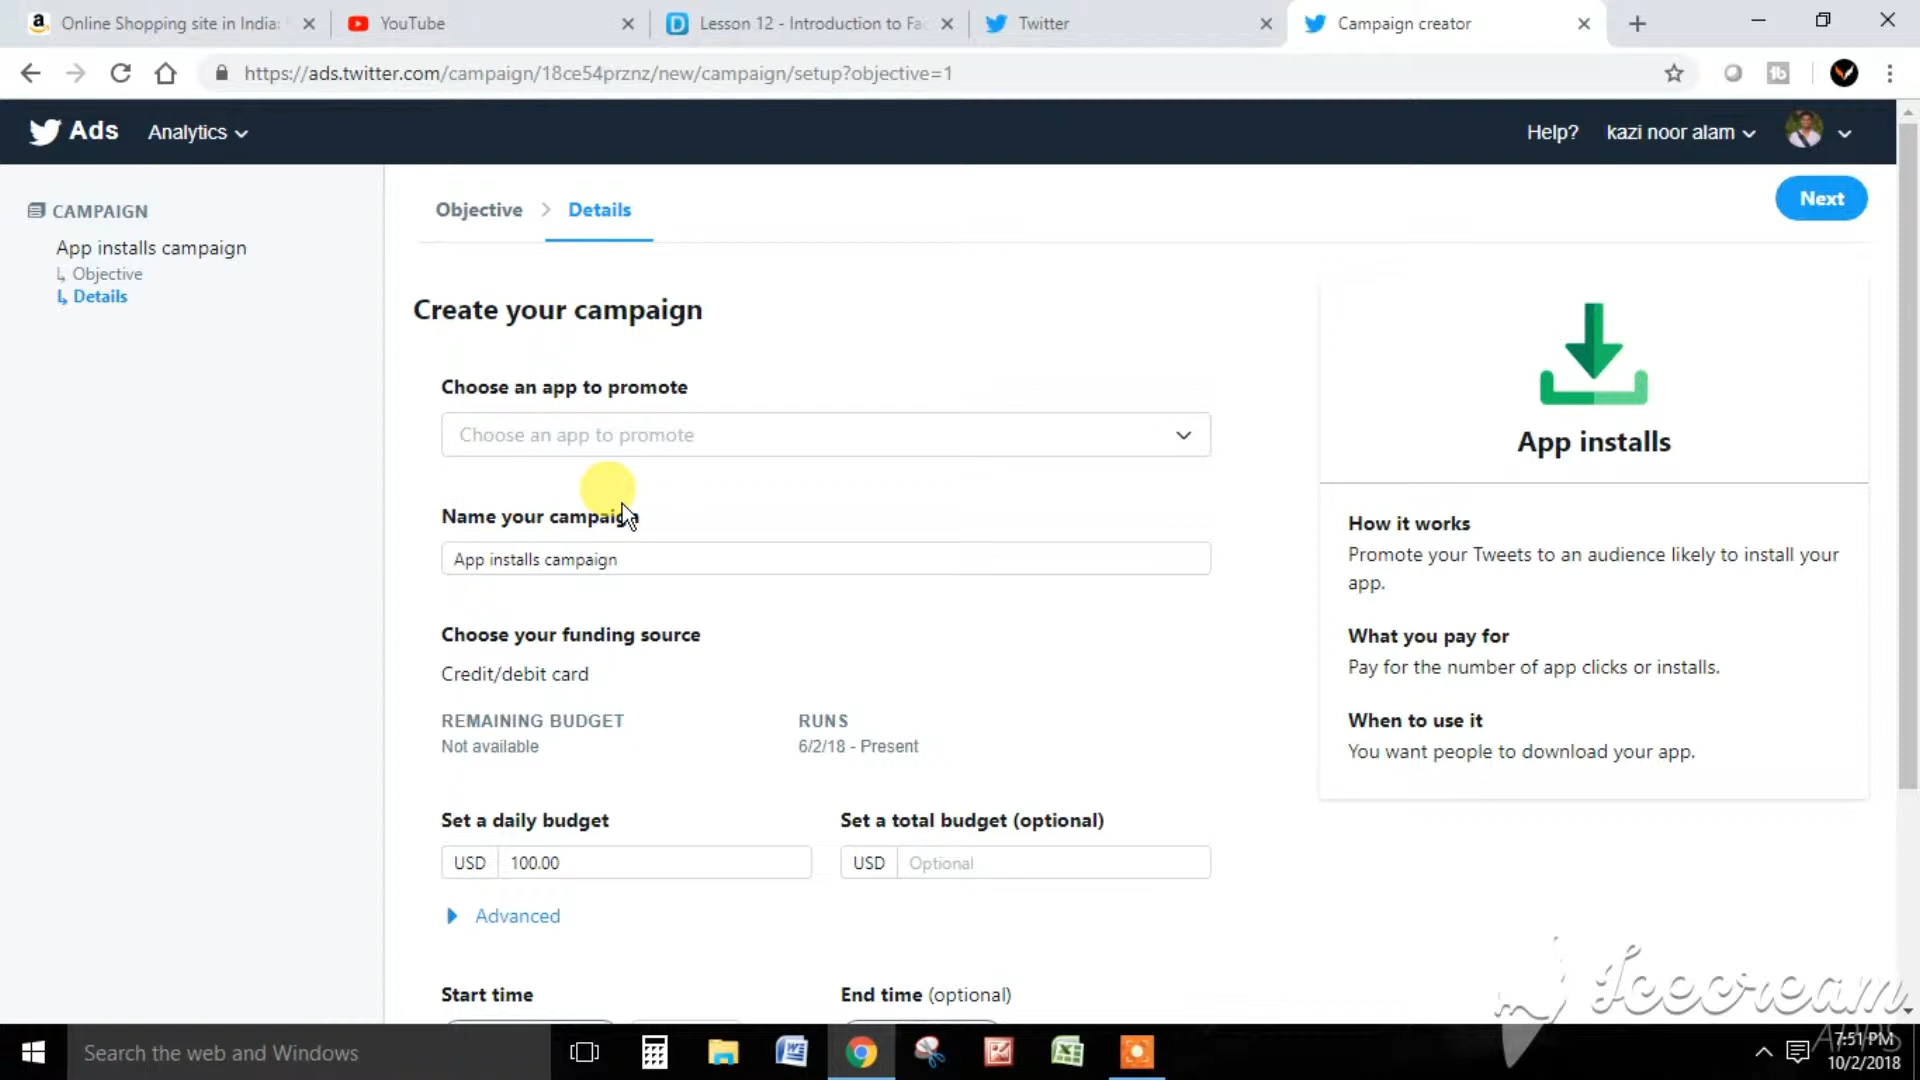 Online Shopping site in India:
YouTube
Lesson 12 - Introduction to Fac
Twitter
Campaign creator
https://ads.twitter.com/campaign/18ce54prznz/new/campaign/setup?objective=1
Ads
Analytics
Help?
kazi noor alam
CAMPAIGN
App installs campaign
Objective
Details
Objective
Details
Next
Create your campaign
Choose an app to promote
Choose an app to promote
Name your campaign
App installs campaign
Choose your funding source
Credit/debit card
REMAINING BUDGET
Not available
RUNS
6/2/18 - Present
Set a daily budget
USD 100.00
Set a total budget (optional)
USD Optional
Advanced
Start time
End time (optional)
App installs
How it works
Promote your Tweets to an audience likely to install your
app.
What you pay for
Pay for the number of app clicks or installs.
When to use it
You want people to download your app.
Icecream
APPS
Search the web and Windows
7:51 PM
10/2/2018